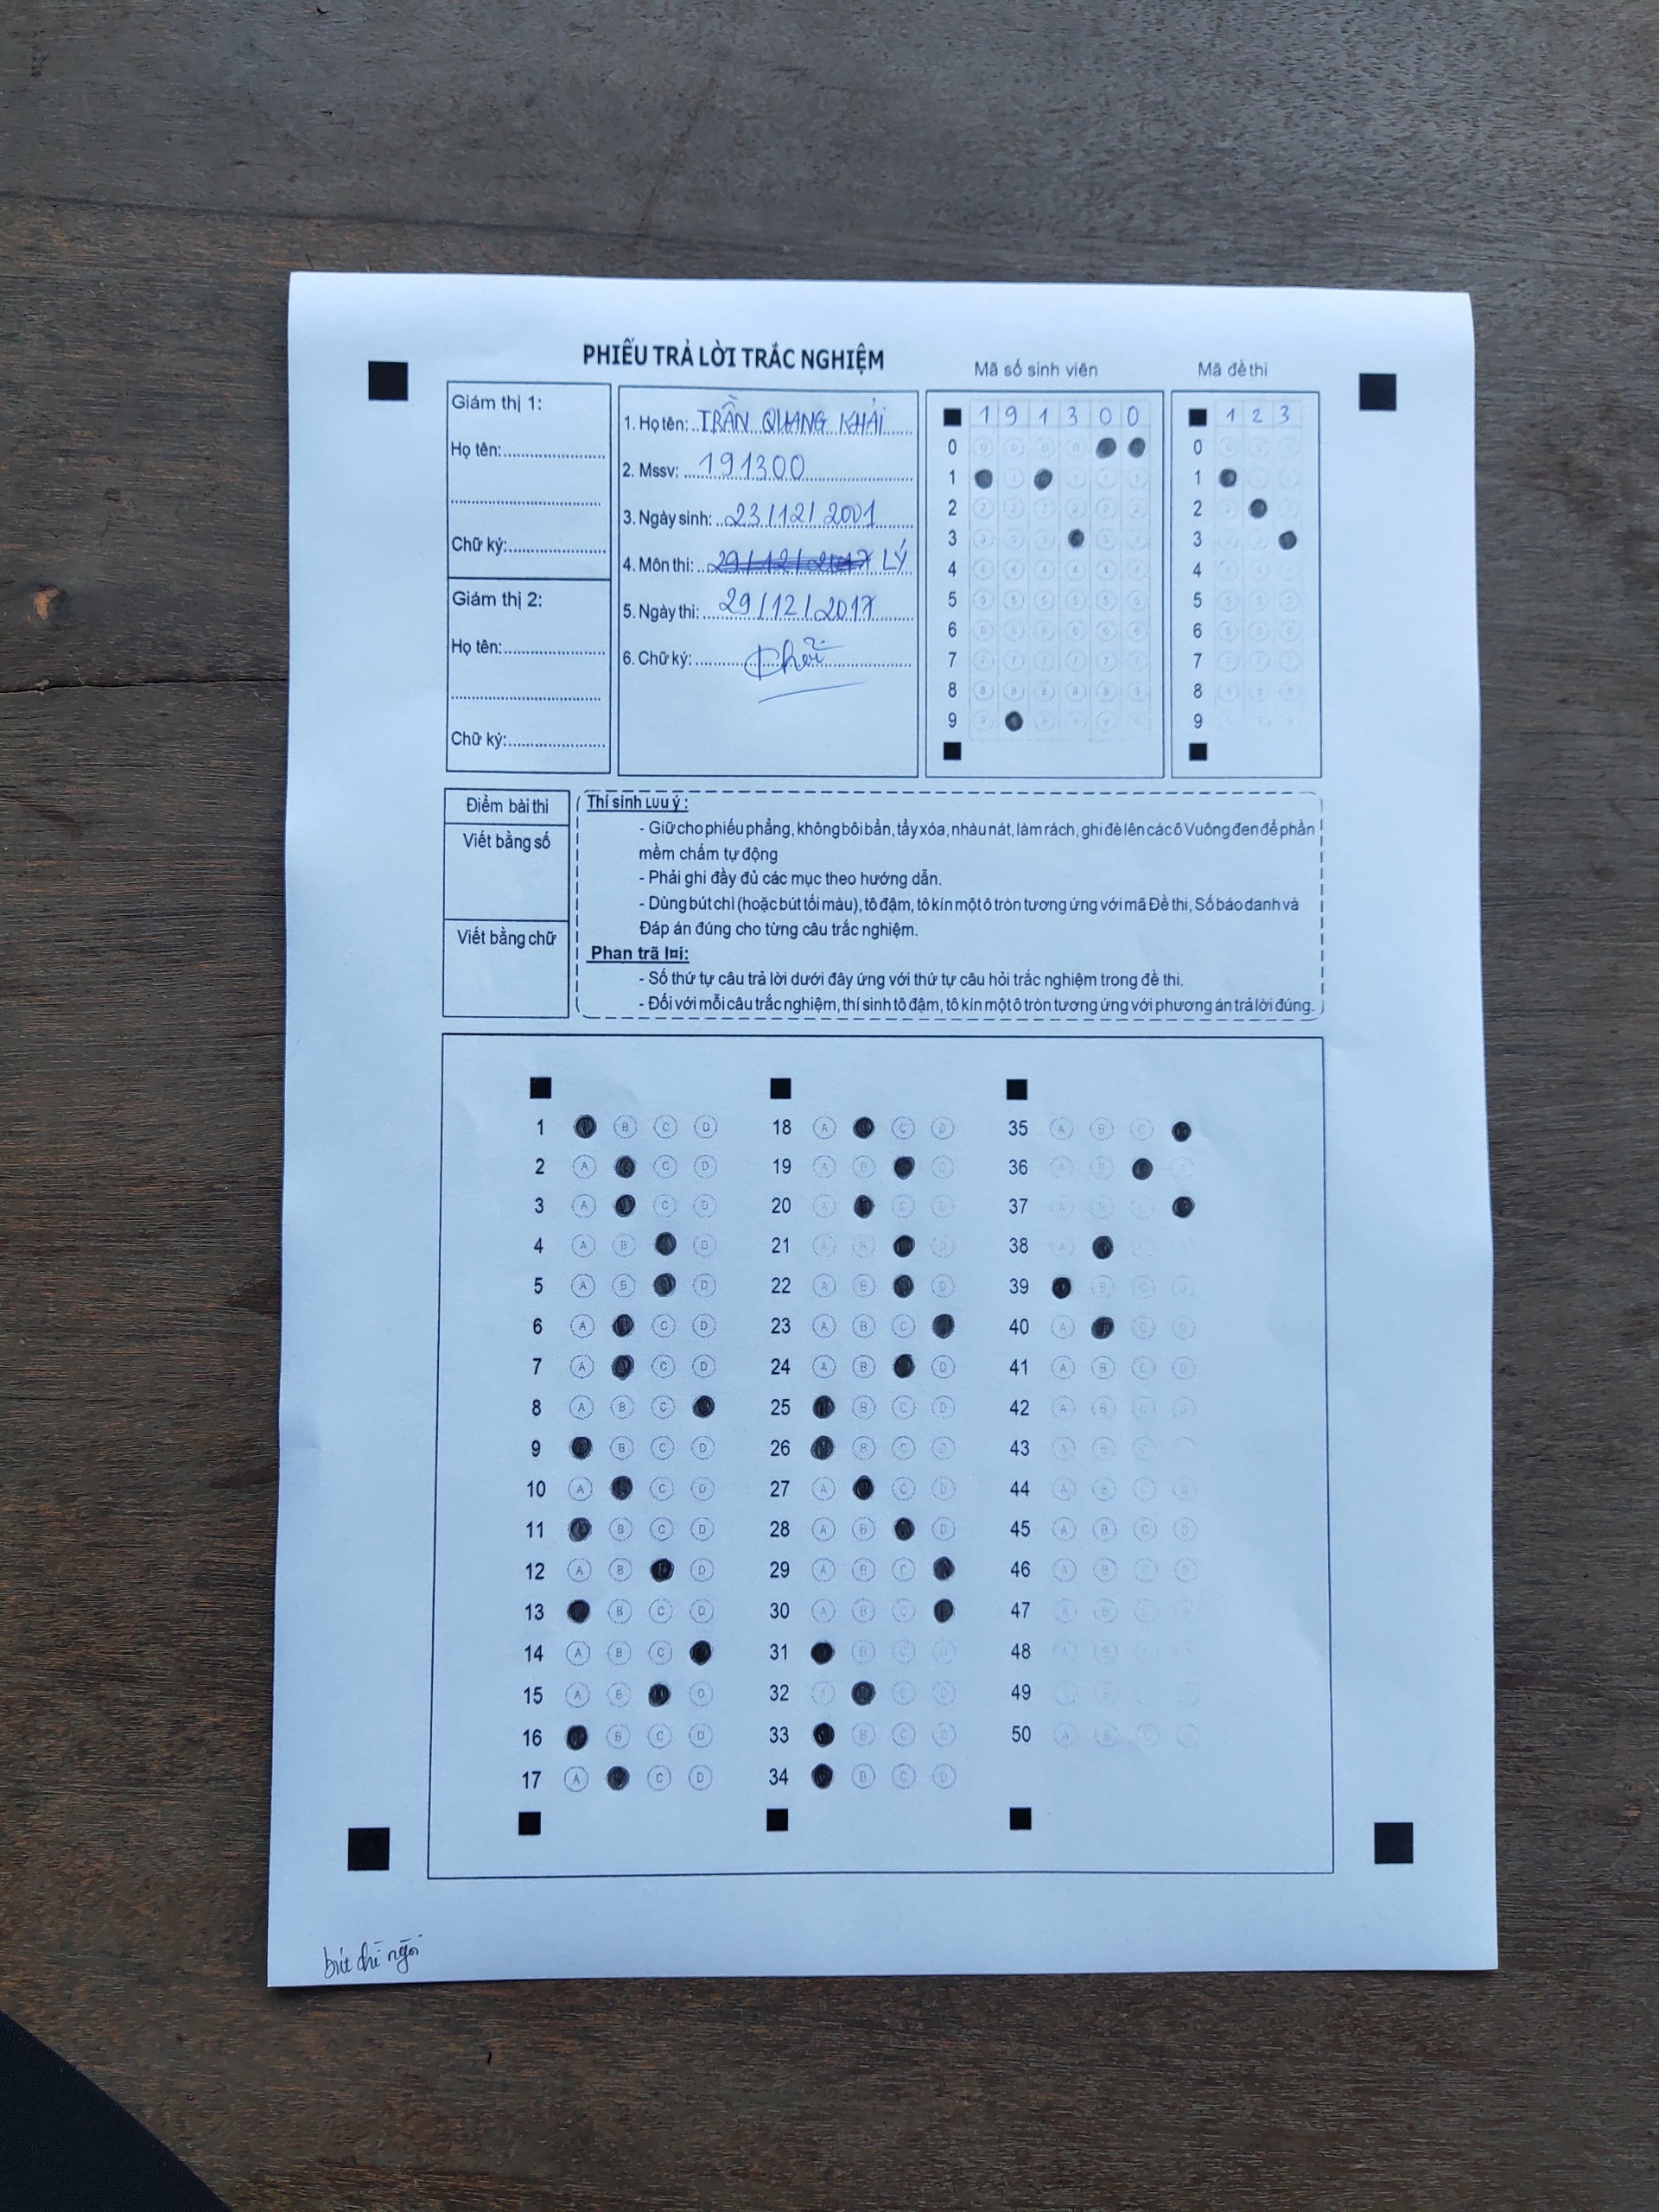 PHIẾU TRẢ LỜI TRẮC NGHIỆM
Mã số sinh viên
Mã đề thi
Giám thị 1:
Họ tên:
Chữ ký:
Giám thị 2:
Họ tên:
Chữ ký:
1. Họ tên: TRẦN QUANG KHẢI
2. Mssv: 191300
3. Ngày sinh: 23/12/2001
4. Môn thi: 29/12/2017 LÝ
5. Ngày thi: 29/12/2017
6. Chữ ký: Khải
1 9 1 3 0 0
0
1
2
3
4
5
6
7
8
9
1 2 3
0
1
2
3
4
5
6
7
8
9
Điểm bài thi
Viết bằng số
Viết bằng chữ
Thí sinh Lưu ý:
- Giữ cho phiếu phẳng, không bôi bẩn, tẩy xóa, nhàu nát, làm rách, ghi đè lên các ô Vuông đen để phần
mềm chấm tự động
- Phải ghi đầy đủ các mục theo hướng dẫn.
- Dùng bút chì (hoặc bút tối màu), tô đậm, tô kín một ô tròn tương ứng với mã Đề thi, Số báo danh và
Đáp án đúng cho từng câu trắc nghiệm.
Phan trã lơi:
- Số thứ tự câu trả lời dưới đây ứng với thứ tự câu hỏi trắc nghiệm trong đề thi.
- Đối với mỗi câu trắc nghiệm, thí sinh tô đậm, tô kín một ô tròn tương ứng với phương án trả lời đúng.
1 B C D
2 A C D
3 A C D
4 A B D
5 A B D
6 A C D
7 A C D
8 A B C
9 B C D
10 A C D
11 B C D
12 A B D
13 B C D
14 A B C
15 A B D
16 B C D
17 A C D
18 A C D
19 A B D
20 A C D
21 A B D
22 A B D
23 A B C
24 A B D
25 B C D
26 B C D
27 A C D
28 A B D
29 A B C
30 A B C
31 B C D
32 A C D
33 B C D
34 B C D
35 A B C
36 A B D
37 A B C
38 A
39 B C D
40 A C D
41 A B C D
42 A B C D
43 A B C
44 A B C D
45 A B C D
46 A B C D
47 A B
48 A B
49
50 A B C D
bút chì ngòi